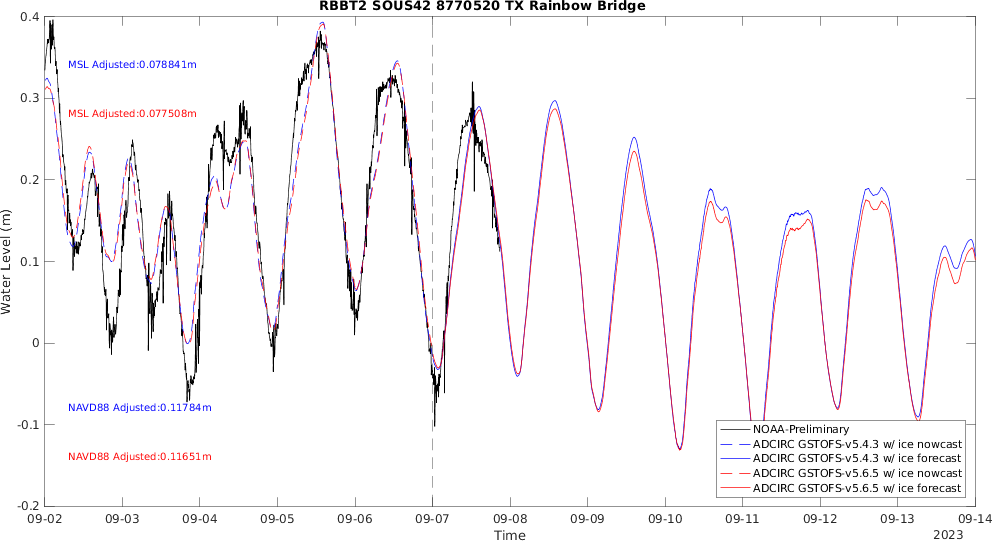 RBBT2 SOUS42 8770520 TX Rainbow Bridge
0.4
0.3
0.2
0.1
0
-0.1
-0.2
Water Level (m)
MSL Adjusted:0.078841m
MSL Adjusted:0.077508m
NAVD88 Adjusted:0.11784m
NAVD88 Adjusted:0.11651m
NOAA-Preliminary
ADCIRC GSTOFS-v5.4.3 w/ ice nowcast
ADCIRC GSTOFS-v5.4.3 w/ ice forecast
ADCIRC GSTOFS-v5.6.5 w/ ice nowcast
ADCIRC GSTOFS-v5.6.5 w/ ice forecast
09-02 09-03 09-04 09-05 09-06 09-07 09-08 09-09 09-10 09-11 09-12 09-13 09-14
Time
2023